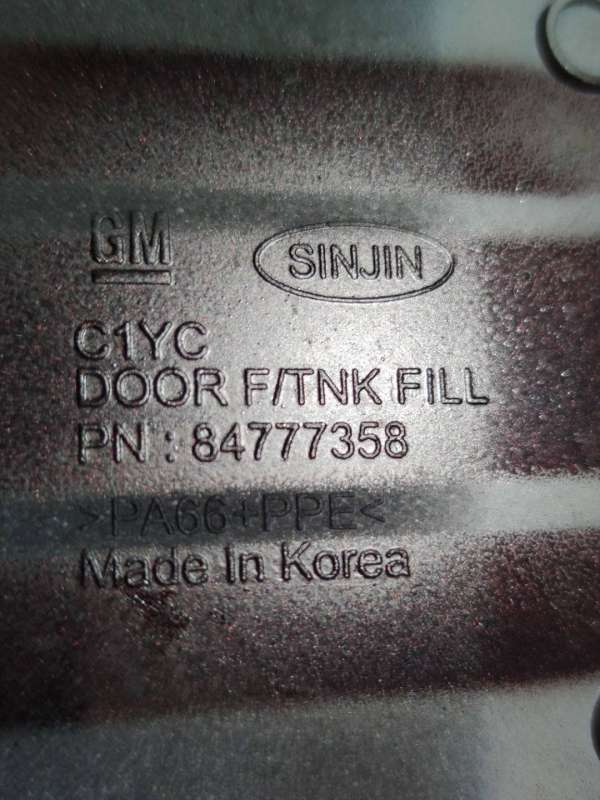 GM SINJIN
C1YC
DOOR F/TNK FILL
PN : 84777358
>PA66+PPE<
Made In Korea